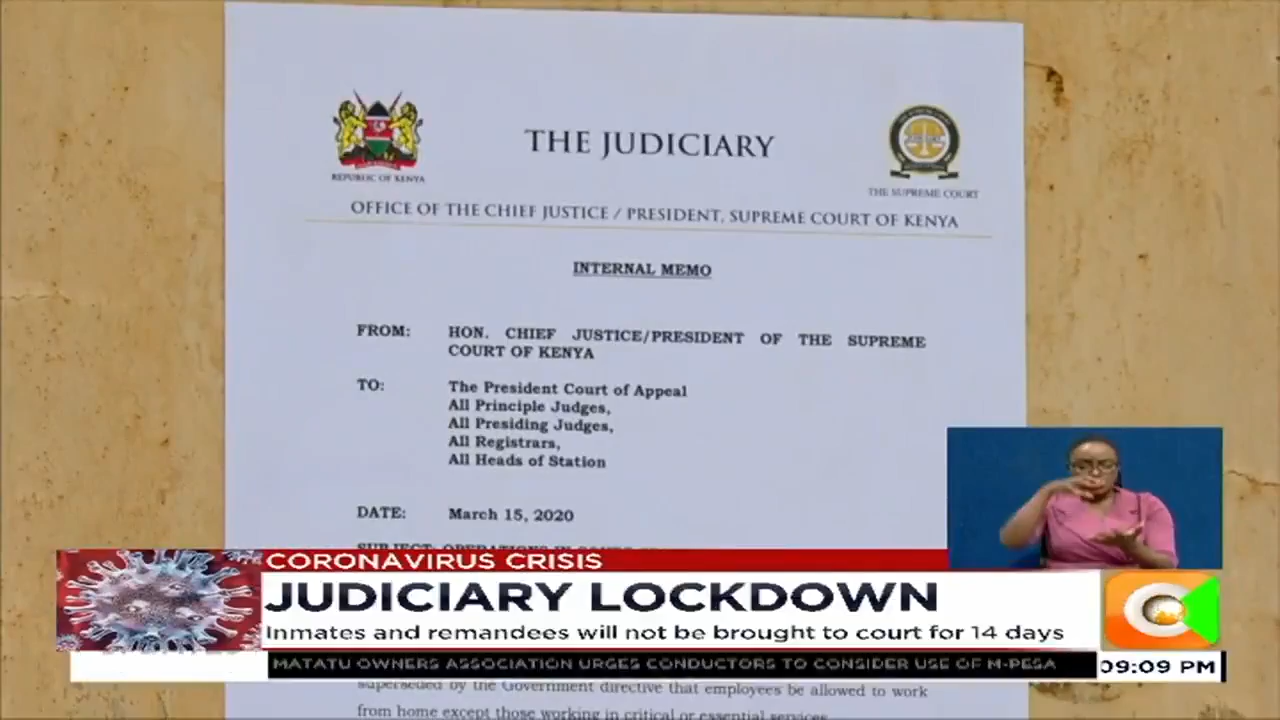 THE JUDICIARY
REPUBLIC OF KENYA
THE SUPREME COURT
OFFICE OF THE CHIEF JUSTICE / PRESIDENT, SUPREME COURT OF KENYA
INTERNAL MEMO
FROM: HON. CHIEF JUSTICE/PRESIDENT OF THE SUPREME
COURT OF KENYA
TO: The President Court of Appeal
All Principle Judges,
All Presiding Judges,
All Registrars,
All Heads of Station
DATE: March 15, 2020
SUBJECT: OPERATIONS IN
CORONAVIRUS CRISIS
JUDICIARY LOCKDOWN
Inmates and remandees will not be brought to court for 14 days
MATATU OWNERS ASSOCIATION URGES CONDUCTORS TO CONSIDER USE OF M-PESA
09:09 PM
superseded by the Government directive that employees be allowed to work
from home except those working in critical or essential services